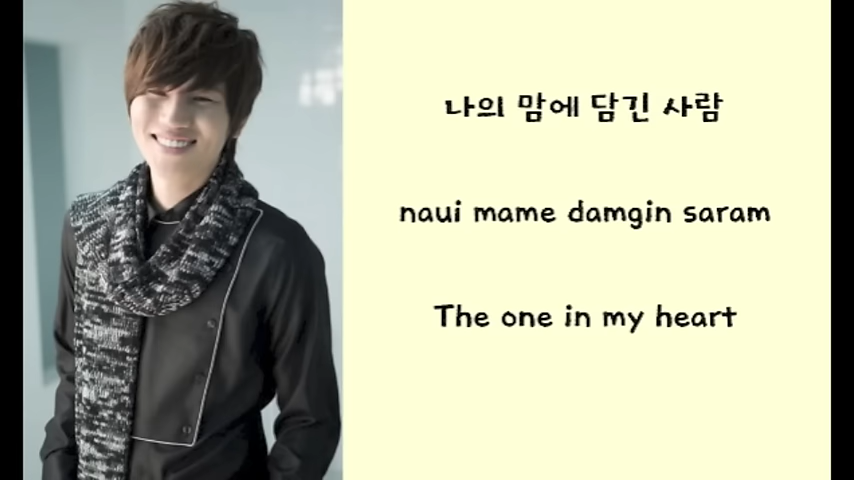 나의 맘에 담긴 사람
naui mame damgin saram
The one in my heart